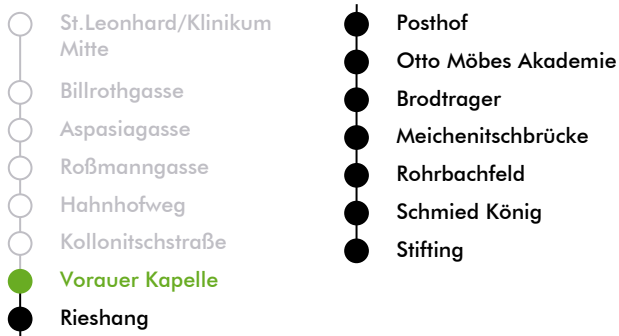 St.Leonhard/Klinikum
Mitte
Billrothgasse
Aspasiagasse
Roßmanngasse
Hahnhofweg
Kollonitschstraße
Vorauer Kapelle
Rieshang
Posthof
Otto Möbes Akademie
Brodtrager
Meichenitschbrücke
Rohrbachfeld
Schmied König
Stifting